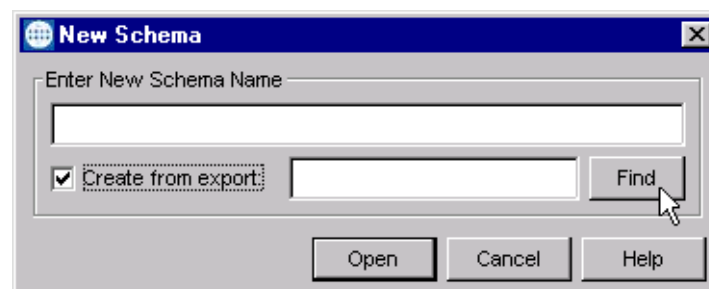 New Schema
Enter New Schema Name
Create from export: Find
Open Cancel Help